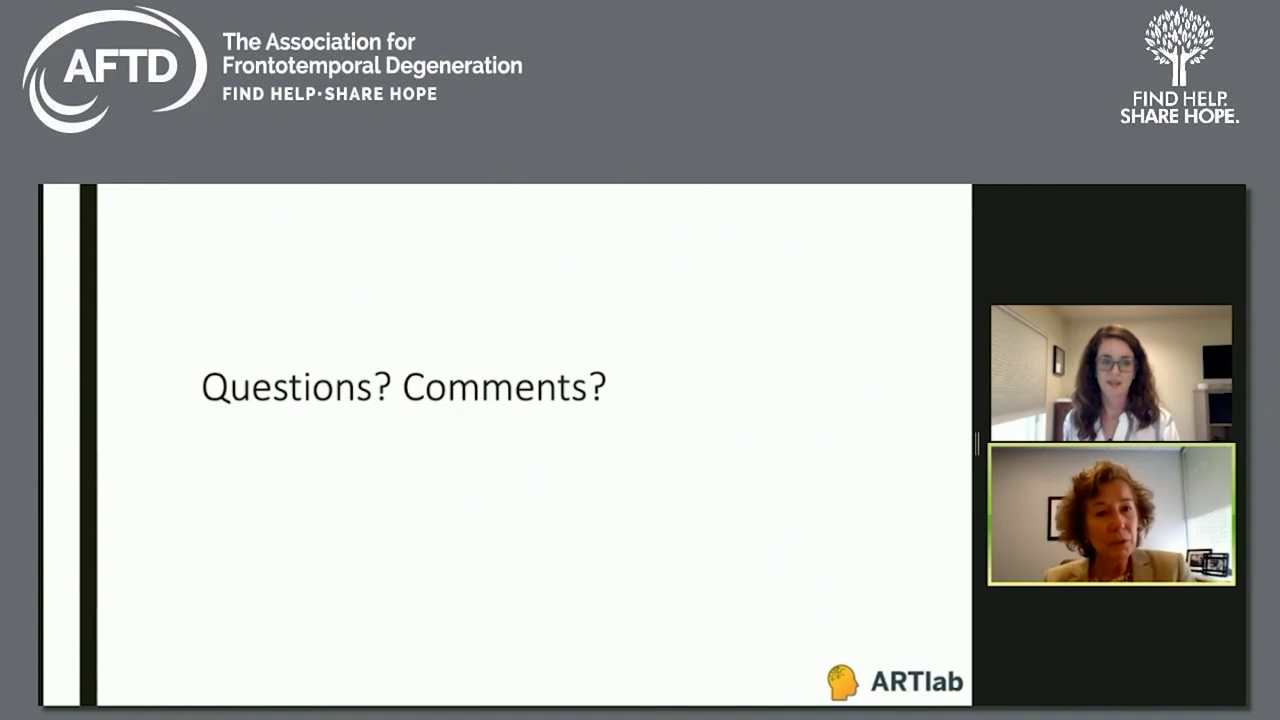 AFTD
The Association for
Frontotemporal Degeneration
FIND HELP•SHARE HOPE
FIND HELP.
SHARE HOPE.
Questions? Comments?
ARTlab